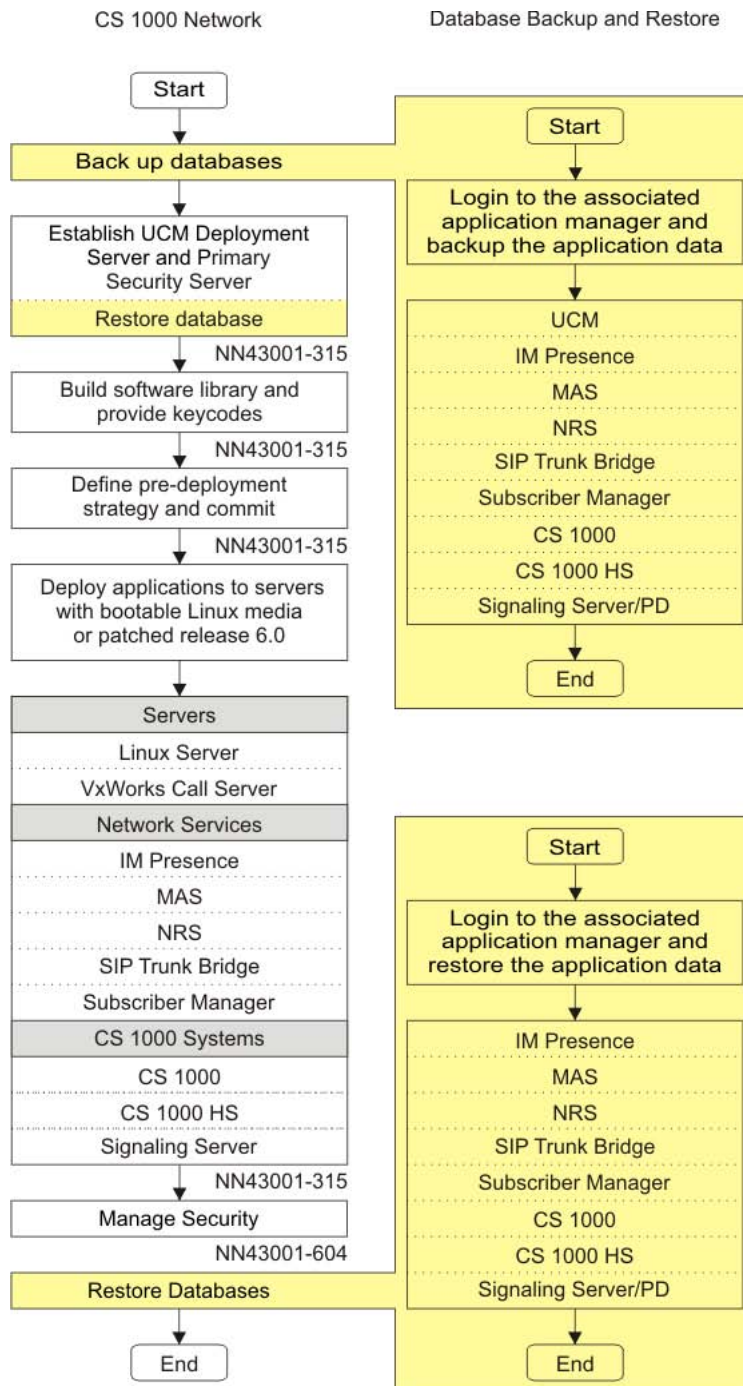 CS 1000 Network
Start
Back up databases
Establish UCM Deployment
Server and Primary
Security Server
Restore database
NN43001-315
Build software library and
provide keycodes
NN43001-315
Define pre-deployment
strategy and commit
NN43001-315
Deploy applications to servers
with bootable Linux media
or patched release 6.0
Servers
Linux Server
VxWorks Call Server
Network Services
IM Presence
MAS
NRS
SIP Trunk Bridge
Subscriber Manager
CS 1000 Systems
CS 1000
CS 1000 HS
Signaling Server
NN43001-315
Manage Security
NN43001-604
Restore Databases
End
Database Backup and Restore
Start
Login to the associated
application manager and
backup the application data
UCM
IM Presence
MAS
NRS
SIP Trunk Bridge
Subscriber Manager
CS 1000
CS 1000 HS
Signaling Server/PD
End
Start
Login to the associated
application manager and
restore the application data
IM Presence
MAS
NRS
SIP Trunk Bridge
Subscriber Manager
CS 1000
CS 1000 HS
Signaling Server/PD
End